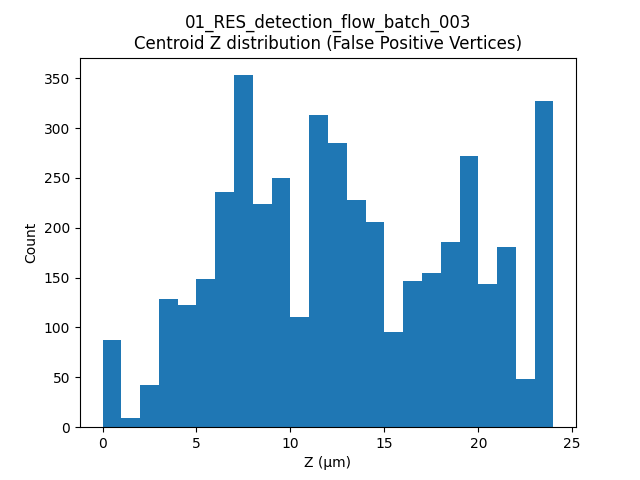 01_RES_detection_flow_batch_003
Centroid Z distribution (False Positive Vertices)
350
300
250
200
150
100
50
0
Count
0 5 10 15 20 25
Z (µm)